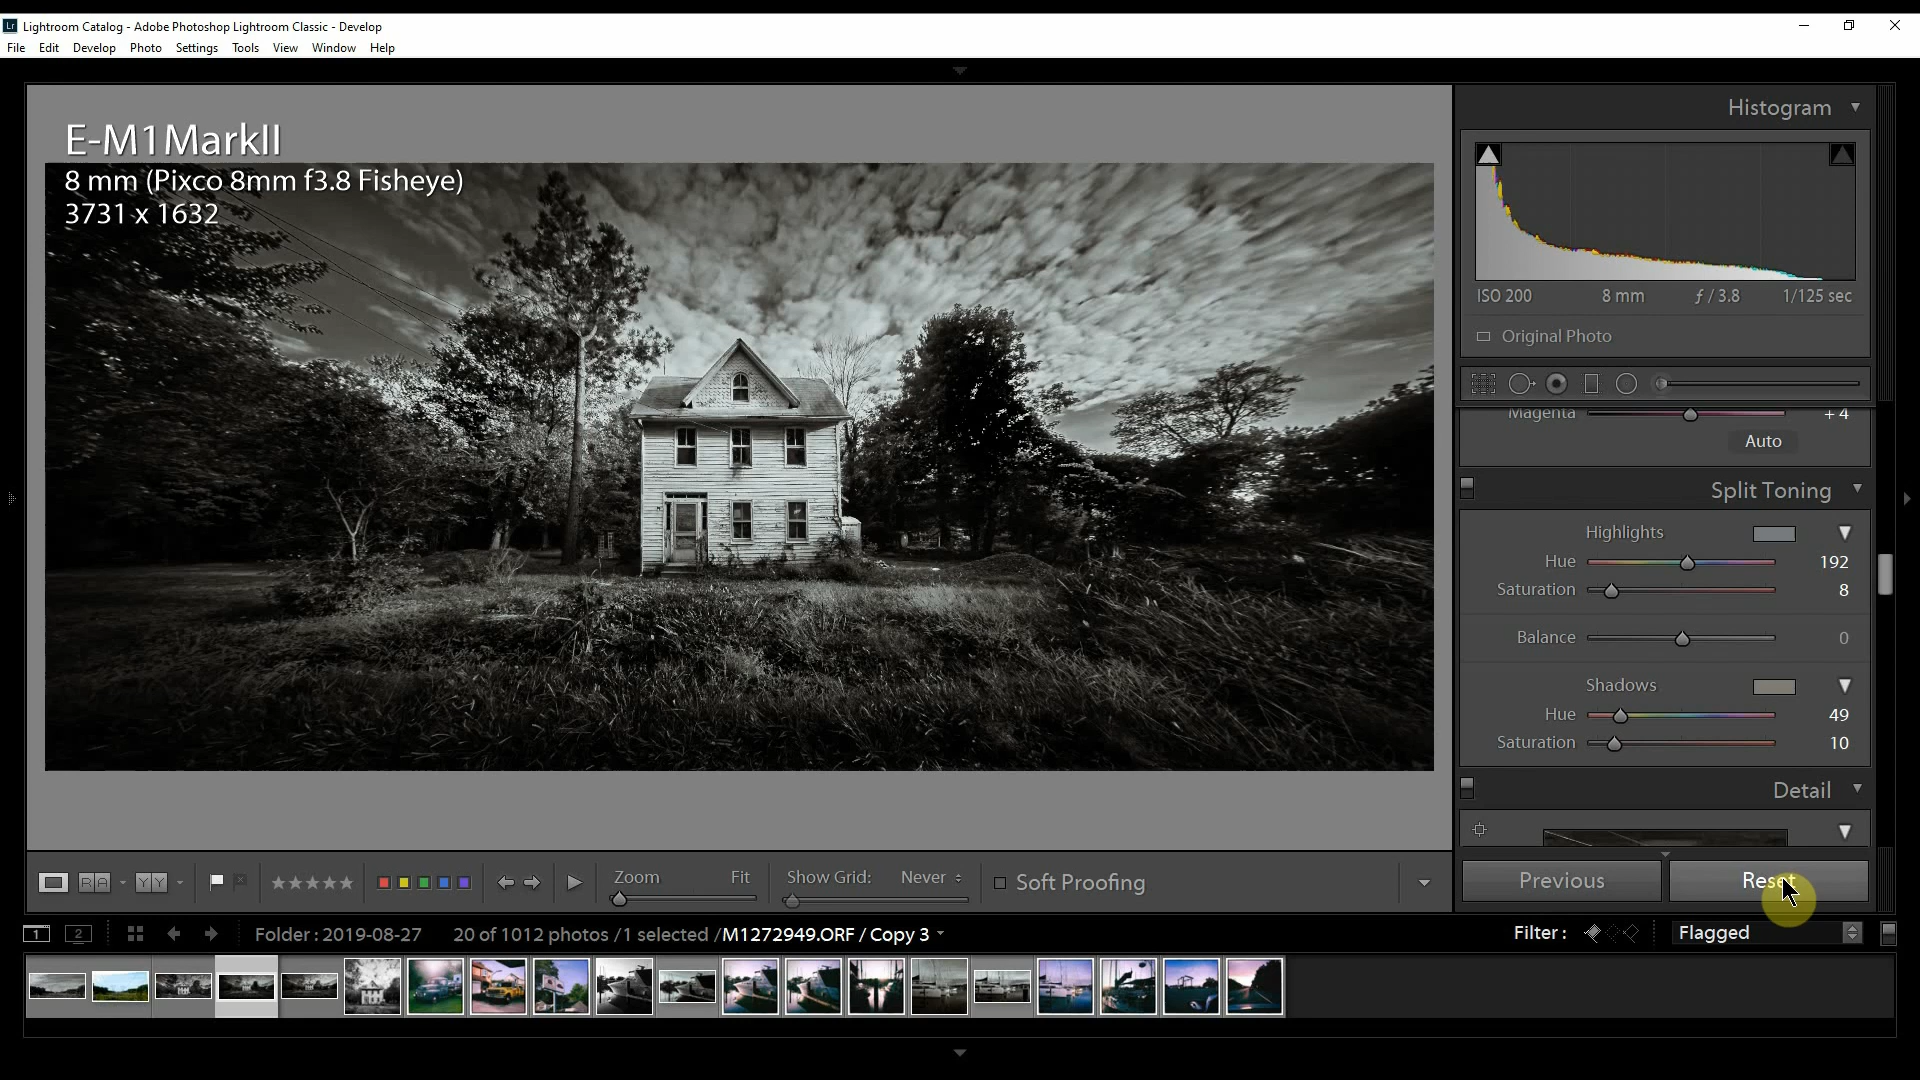 Lr Lightroom Catalog - Adobe Photoshop Lightroom Classic - Develop
File Edit Develop Photo Settings Tools View Window Help
E-M1MarkII
8 mm (Pixco 8mm f3.8 Fisheye)
3731 x 1632
Histogram
ISO 200 8 mm ƒ / 3.8 1/125 sec
Original Photo
Magenta + 4
Auto
Split Toning
Highlights
Hue 192
Saturation 8
Balance 0
Shadows
Hue 49
Saturation 10
Detail
R A Y Y Zoom Fit Show Grid: Never Soft Proofing
Previous Reset
1 2 Folder : 2019-08-27 20 of 1012 photos / 1 selected / M1272949.ORF / Copy 3 Filter : Flagged